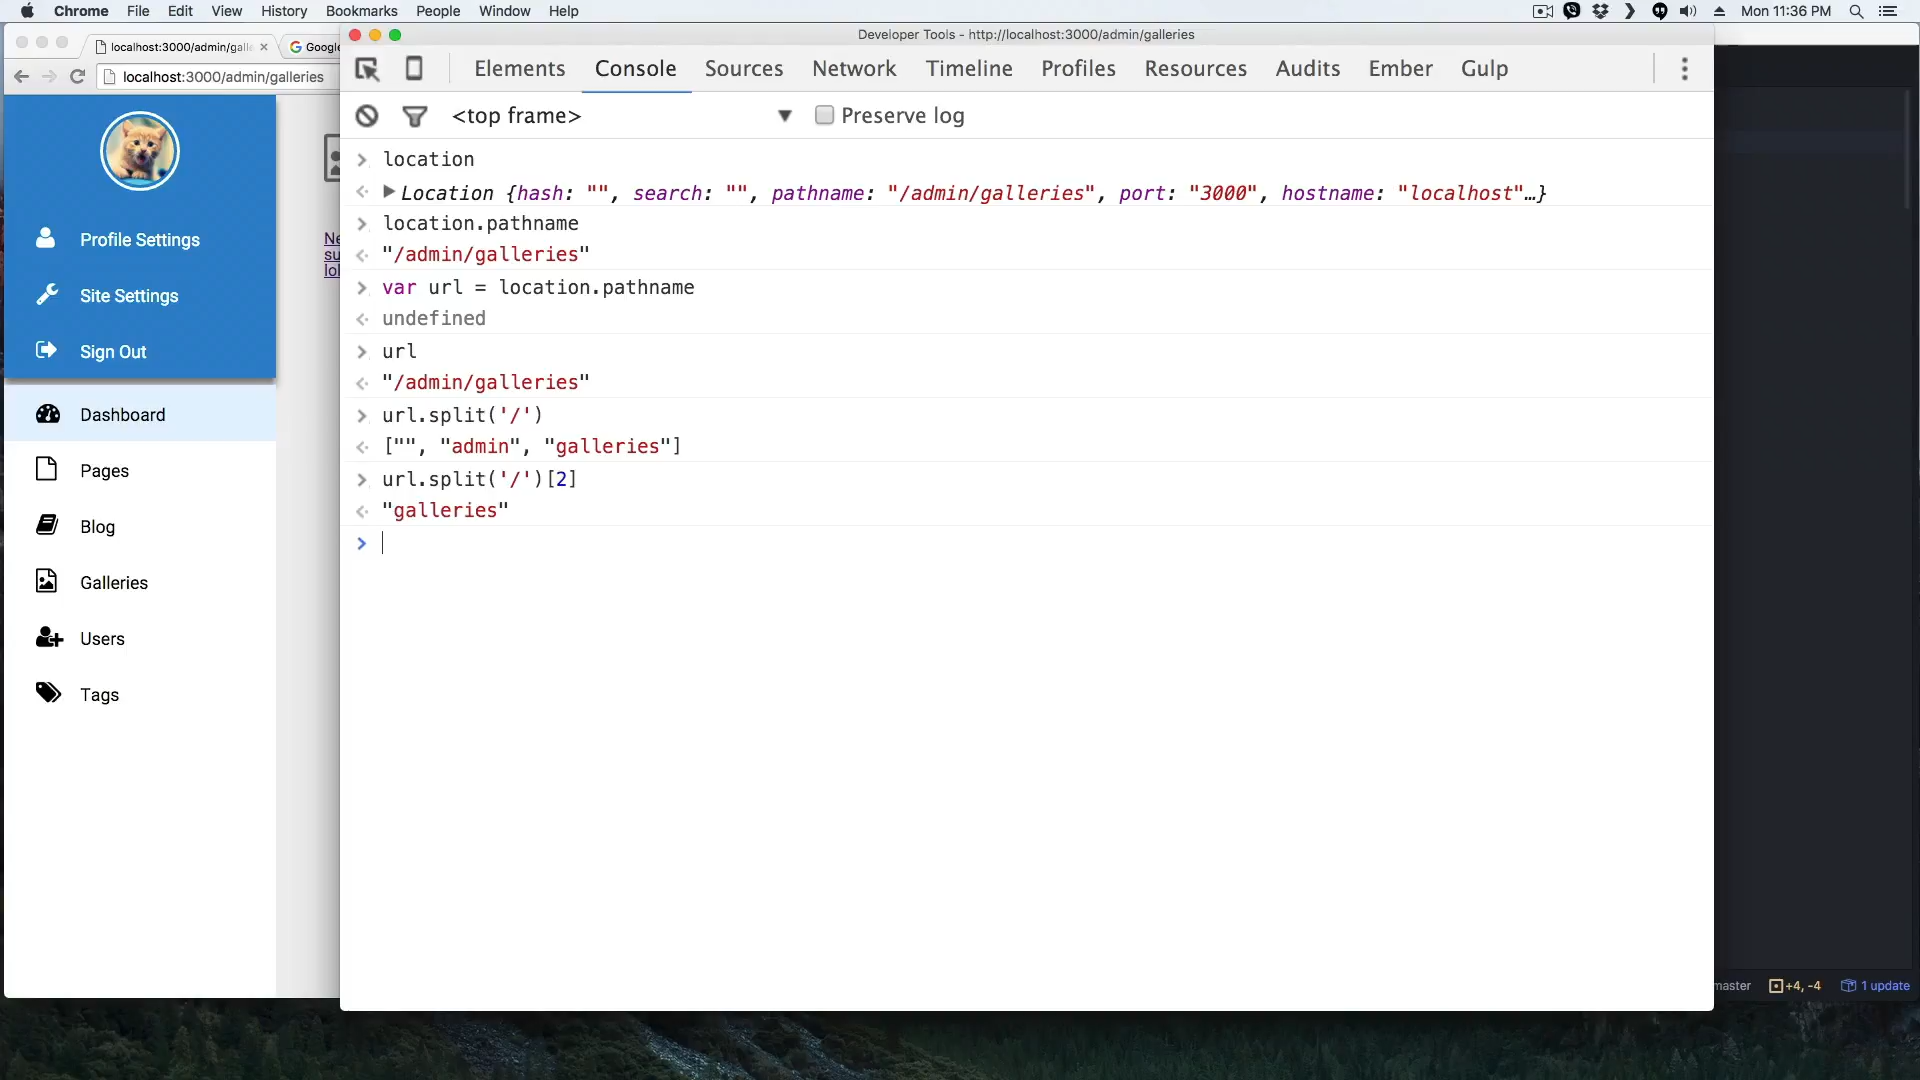 Chrome File Edit View History Bookmarks People Window Help Mon 11:36 PM
Developer Tools - http://localhost:3000/admin/galleries
localhost:3000/admin/gall
Google
localhost:3000/admin/galleries
Elements Console Sources Network Timeline Profiles Resources Audits Ember Gulp
<top frame> ▼ Preserve log
Profile Settings
Site Settings
Sign Out
Dashboard
Pages
Blog
Galleries
Users
Tags
> location
< ▶ Location {hash: "", search: "", pathname: "/admin/galleries", port: "3000", hostname: "localhost"…}
> location.pathname
< "/admin/galleries"
> var url = location.pathname
< undefined
> url
< "/admin/galleries"
> url.split('/')
< ["", "admin", "galleries"]
> url.split('/')[2]
< "galleries"
>
master +4, -4 1 update